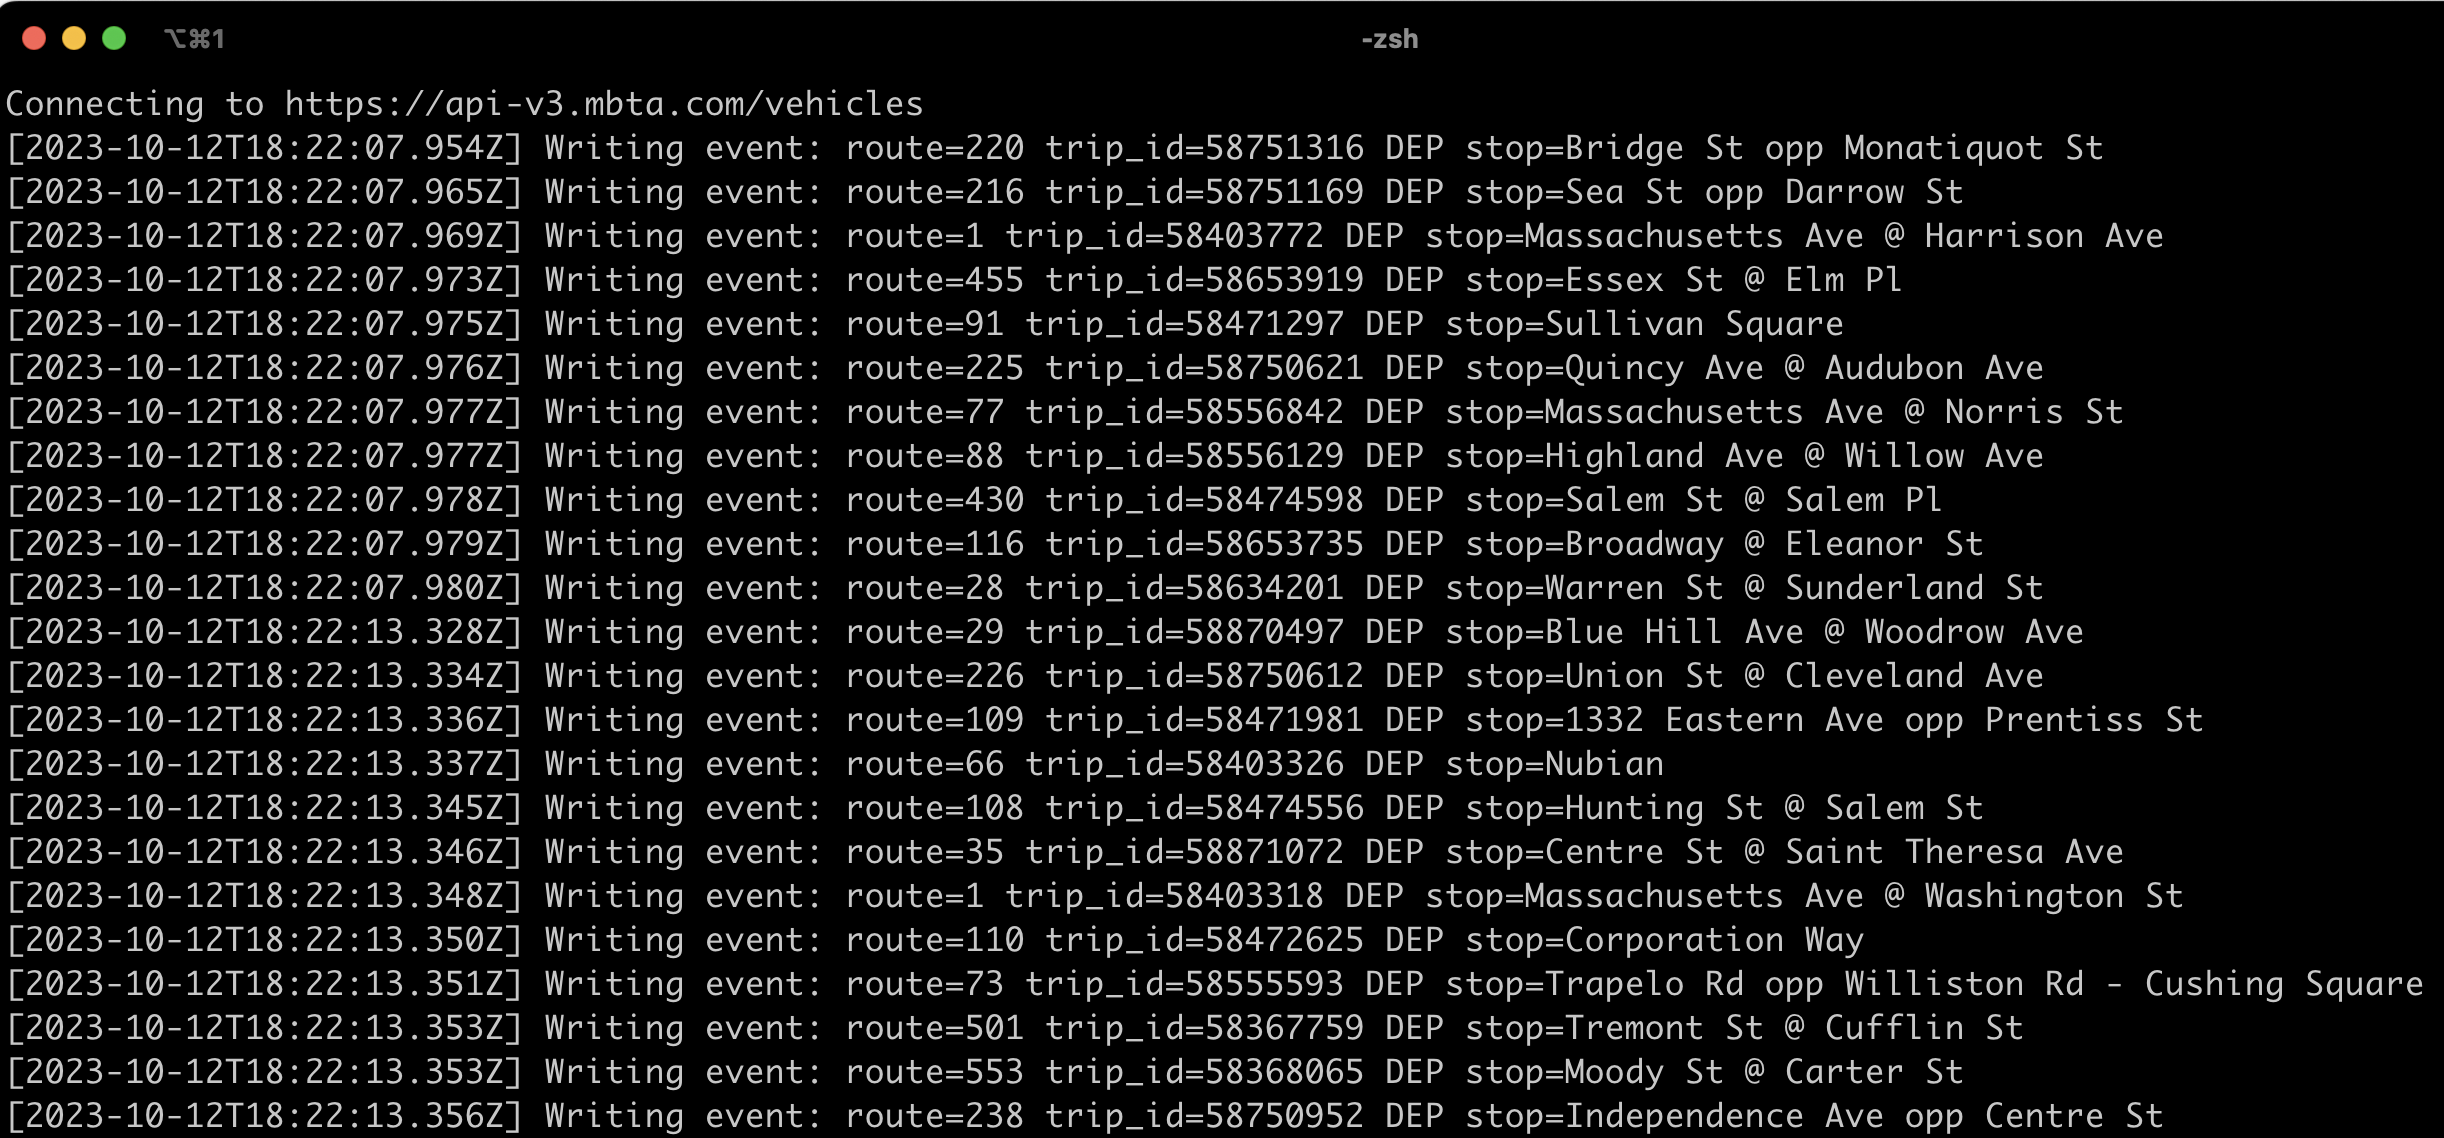 ⌥⌘1
-zsh
Connecting to https://api-v3.mbta.com/vehicles
[2023-10-12T18:22:07.954Z] Writing event: route=220 trip_id=58751316 DEP stop=Bridge St opp Monatiquot St
[2023-10-12T18:22:07.965Z] Writing event: route=216 trip_id=58751169 DEP stop=Sea St opp Darrow St
[2023-10-12T18:22:07.969Z] Writing event: route=1 trip_id=58403772 DEP stop=Massachusetts Ave @ Harrison Ave
[2023-10-12T18:22:07.973Z] Writing event: route=455 trip_id=58653919 DEP stop=Essex St @ Elm Pl
[2023-10-12T18:22:07.975Z] Writing event: route=91 trip_id=58471297 DEP stop=Sullivan Square
[2023-10-12T18:22:07.976Z] Writing event: route=225 trip_id=58750621 DEP stop=Quincy Ave @ Audubon Ave
[2023-10-12T18:22:07.977Z] Writing event: route=77 trip_id=58556842 DEP stop=Massachusetts Ave @ Norris St
[2023-10-12T18:22:07.977Z] Writing event: route=88 trip_id=58556129 DEP stop=Highland Ave @ Willow Ave
[2023-10-12T18:22:07.978Z] Writing event: route=430 trip_id=58474598 DEP stop=Salem St @ Salem Pl
[2023-10-12T18:22:07.979Z] Writing event: route=116 trip_id=58653735 DEP stop=Broadway @ Eleanor St
[2023-10-12T18:22:07.980Z] Writing event: route=28 trip_id=58634201 DEP stop=Warren St @ Sunderland St
[2023-10-12T18:22:13.328Z] Writing event: route=29 trip_id=58870497 DEP stop=Blue Hill Ave @ Woodrow Ave
[2023-10-12T18:22:13.334Z] Writing event: route=226 trip_id=58750612 DEP stop=Union St @ Cleveland Ave
[2023-10-12T18:22:13.336Z] Writing event: route=109 trip_id=58471981 DEP stop=1332 Eastern Ave opp Prentiss St
[2023-10-12T18:22:13.337Z] Writing event: route=66 trip_id=58403326 DEP stop=Nubian
[2023-10-12T18:22:13.345Z] Writing event: route=108 trip_id=58474556 DEP stop=Hunting St @ Salem St
[2023-10-12T18:22:13.346Z] Writing event: route=35 trip_id=58871072 DEP stop=Centre St @ Saint Theresa Ave
[2023-10-12T18:22:13.348Z] Writing event: route=1 trip_id=58403318 DEP stop=Massachusetts Ave @ Washington St
[2023-10-12T18:22:13.350Z] Writing event: route=110 trip_id=58472625 DEP stop=Corporation Way
[2023-10-12T18:22:13.351Z] Writing event: route=73 trip_id=58555593 DEP stop=Trapelo Rd opp Williston Rd - Cushing Square
[2023-10-12T18:22:13.353Z] Writing event: route=501 trip_id=58367759 DEP stop=Tremont St @ Cufflin St
[2023-10-12T18:22:13.353Z] Writing event: route=553 trip_id=58368065 DEP stop=Moody St @ Carter St
[2023-10-12T18:22:13.356Z] Writing event: route=238 trip_id=58750952 DEP stop=Independence Ave opp Centre St